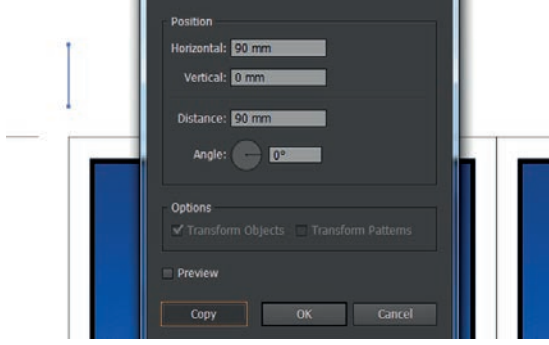 Position
Horizontal: 90 mm
Vertical: 0 mm
Distance: 90 mm
Angle: 0°
Options
Transform Objects Transform Patterns
Preview
Copy OK Cancel